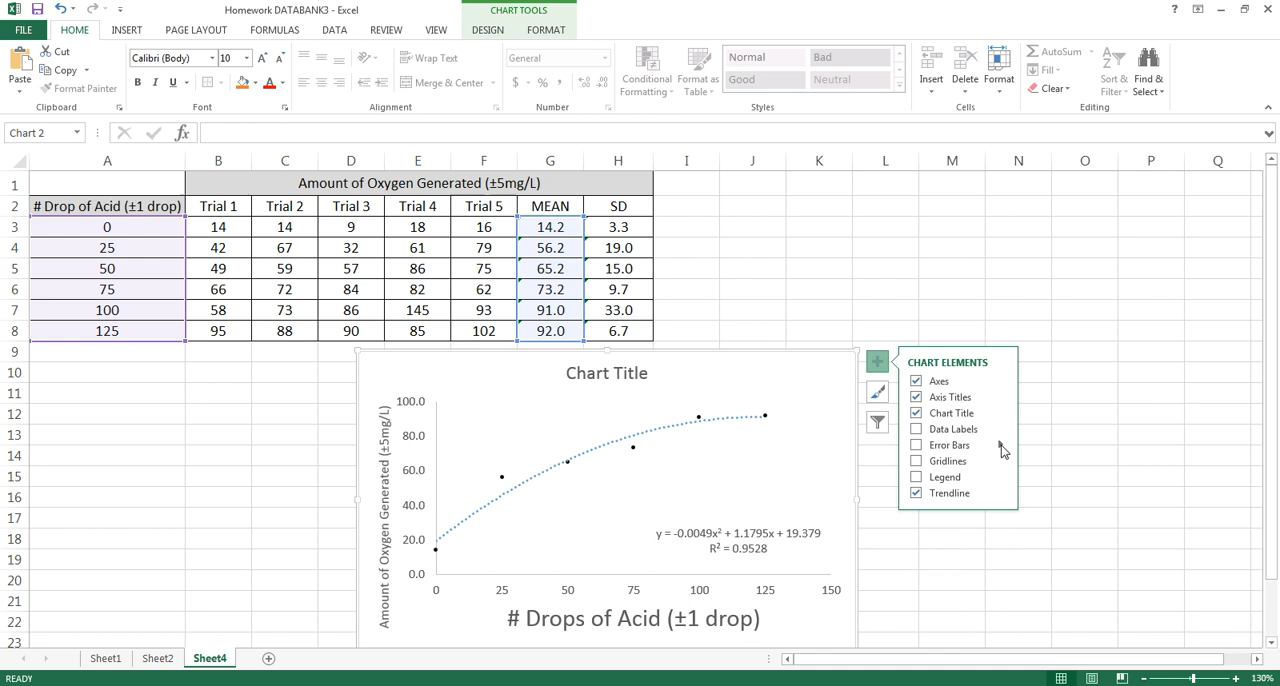 Homework DATABANK3 - Excel
CHART TOOLS
FILE HOME INSERT PAGE LAYOUT FORMULAS DATA REVIEW VIEW DESIGN FORMAT
Paste
Cut
Copy
Format Painter
Clipboard
Calibri (Body) 10
B I U
Font
Wrap Text
Merge & Center
Alignment
General
$ % ,
Number
Conditional Formatting
Format as Table
Normal Bad
Good Neutral
Styles
Insert Delete Format
Cells
AutoSum
Fill
Clear
Sort & Filter
Find & Select
Editing
Chart 2
fx
A B C D E F G H I J K L M N O P Q
1 Amount of Oxygen Generated (±5mg/L)
2 # Drop of Acid (±1 drop) Trial 1 Trial 2 Trial 3 Trial 4 Trial 5 MEAN SD
3 0 14 14 9 18 16 14.2 3.3
4 25 42 67 32 61 79 56.2 19.0
5 50 49 59 57 86 75 65.2 15.0
6 75 66 72 84 82 62 73.2 9.7
7 100 58 73 86 145 93 91.0 33.0
8 125 95 88 90 85 102 92.0 6.7
9
10
11
12
13
14
15
16
17
18
19
20
21
22
23
Chart Title
Amount of Oxygen Generated (±5mg/L)
100.0
80.0
60.0
40.0
20.0
0.0
y = -0.0049x² + 1.1795x + 19.379
R² = 0.9528
0 25 50 75 100 125 150
# Drops of Acid (±1 drop)
CHART ELEMENTS
Axes
Axis Titles
Chart Title
Data Labels
Error Bars
Gridlines
Legend
Trendline
Sheet1 Sheet2 Sheet4
READY
130%